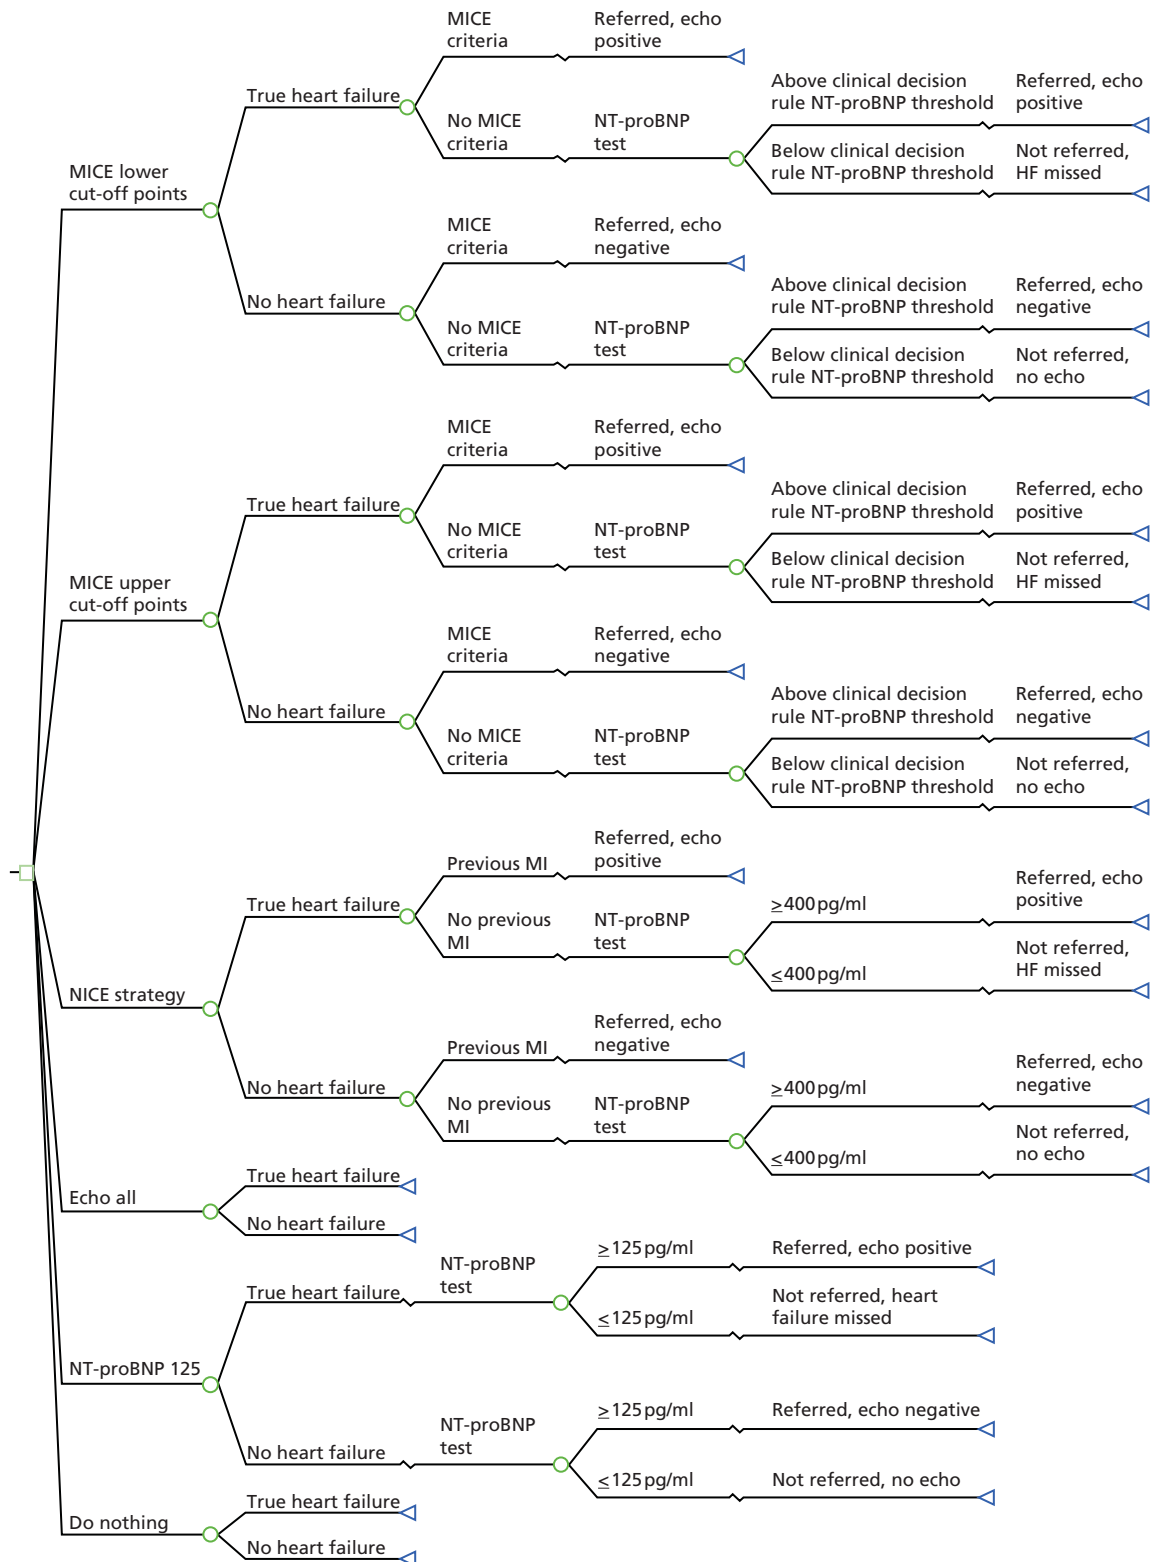 MICE lower
cut-off points
True heart failure
MICE
criteria
Referred, echo
positive
No MICE
criteria
NT-proBNP
test
Above clinical decision
rule NT-proBNP threshold
Referred, echo
positive
Below clinical decision
rule NT-proBNP threshold
Not referred,
HF missed
No heart failure
MICE
criteria
Referred, echo
negative
No MICE
criteria
NT-proBNP
test
Above clinical decision
rule NT-proBNP threshold
Referred, echo
negative
Below clinical decision
rule NT-proBNP threshold
Not referred,
no echo
MICE upper
cut-off points
True heart failure
MICE
criteria
Referred, echo
positive
No MICE
criteria
NT-proBNP
test
Above clinical decision
rule NT-proBNP threshold
Referred, echo
positive
Below clinical decision
rule NT-proBNP threshold
Not referred,
HF missed
No heart failure
MICE
criteria
Referred, echo
negative
No MICE
criteria
NT-proBNP
test
Above clinical decision
rule NT-proBNP threshold
Referred, echo
negative
Below clinical decision
rule NT-proBNP threshold
Not referred,
no echo
NICE strategy
True heart failure
Previous MI
Referred, echo
positive
No previous
MI
NT-proBNP
test
≥400 pg/ml
Referred, echo
positive
≤400 pg/ml
Not referred,
HF missed
No heart failure
Previous MI
Referred, echo
negative
No previous
MI
NT-proBNP
test
≥400 pg/ml
Referred, echo
negative
≤400 pg/ml
Not referred,
no echo
Echo all
True heart failure
No heart failure
NT-proBNP 125
True heart failure
NT-proBNP
test
≥125 pg/ml
Referred, echo positive
≤125 pg/ml
Not referred, heart
failure missed
No heart failure
NT-proBNP
test
≥125 pg/ml
Referred, echo negative
≤125 pg/ml
Not referred, no echo
Do nothing
True heart failure
No heart failure